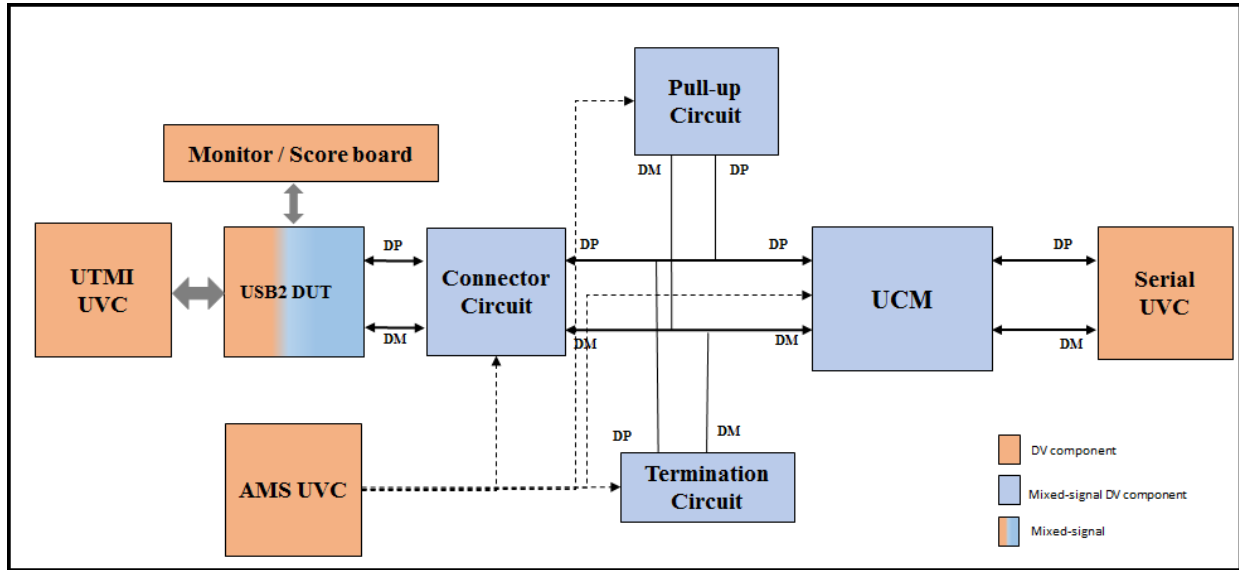 Pull-up
Circuit
Monitor / Score board
DM
DP
UTMI
UVC
USB2 DUT
DP
DM
Connector
Circuit
DP
DP
DM
DM
UCM
DP
DM
Serial
UVC
AMS UVC
DP
DM
Termination
Circuit
DV component
Mixed-signal DV component
Mixed-signal